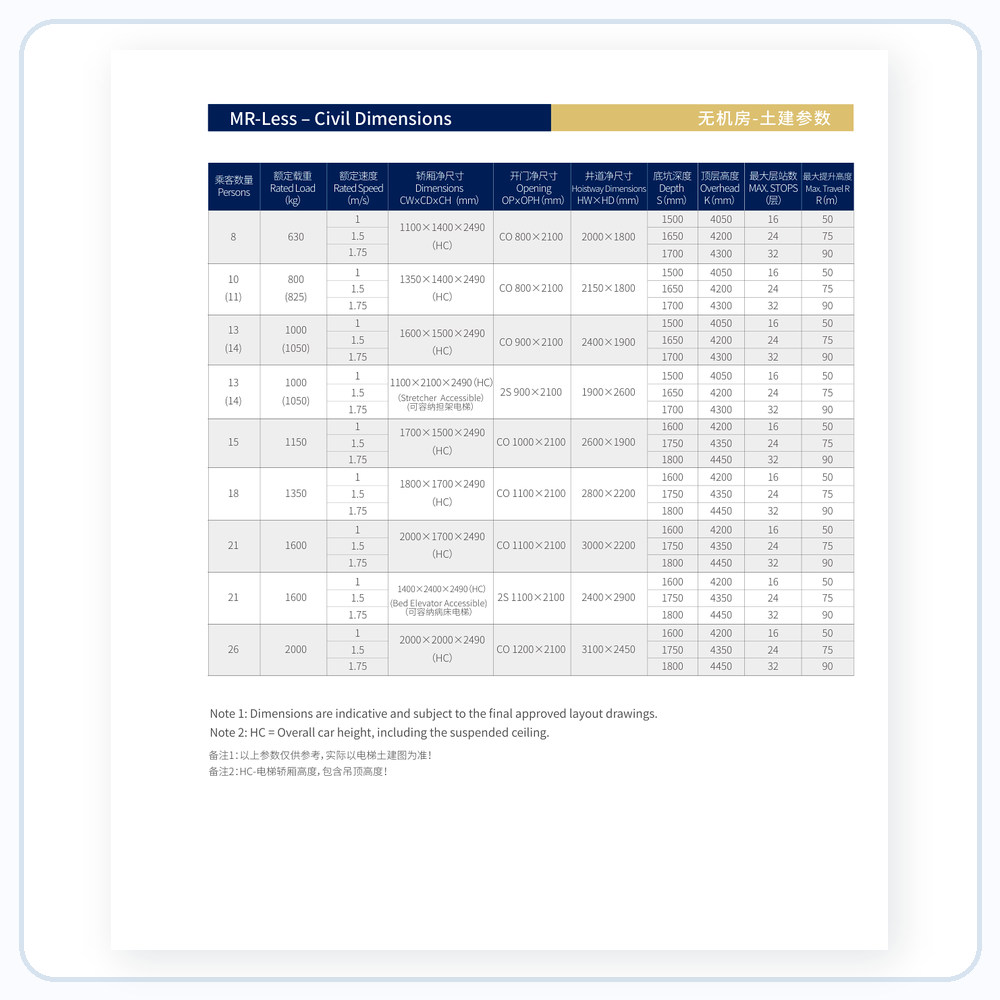 MR-Less – Civil Dimensions 无机房-土建参数
乘客数量 Persons 额定载重 Rated Load (kg) 额定速度 Rated Speed (m/s) 轿厢净尺寸 Dimensions CWxCDxCH (mm) 开门净尺寸 Opening OPxOPH (mm) 井道净尺寸 Hoistway Dimensions HW×HD (mm) 底坑深度 Depth S (mm) 顶层高度 Overhead K (mm) 最大层站数 MAX. STOPS (层) 最大提升高度 Max. Travel R R (m)
8 630 1 1100×1400×2490 (HC) CO 800×2100 2000×1800 1500 4050 16 50
1.5 1650 4200 24 75
1.75 1700 4300 32 90
10 (11) 800 (825) 1 1350×1400×2490 (HC) CO 800×2100 2150×1800 1500 4050 16 50
1.5 1650 4200 24 75
1.75 1700 4300 32 90
13 (14) 1000 (1050) 1 1600×1500×2490 (HC) CO 900×2100 2400×1900 1500 4050 16 50
1.5 1650 4200 24 75
1.75 1700 4300 32 90
13 (14) 1000 (1050) 1 1100×2100×2490 (HC) (Stretcher Accessible) (可容纳担架电梯) 2S 900×2100 1900×2600 1500 4050 16 50
1.5 1650 4200 24 75
1.75 1700 4300 32 90
15 1150 1 1700×1500×2490 (HC) CO 1000×2100 2600×1900 1600 4200 16 50
1.5 1750 4350 24 75
1.75 1800 4450 32 90
18 1350 1 1800×1700×2490 (HC) CO 1100×2100 2800×2200 1600 4200 16 50
1.5 1750 4350 24 75
1.75 1800 4450 32 90
21 1600 1 2000×1700×2490 (HC) CO 1100×2100 3000×2200 1600 4200 16 50
1.5 1750 4350 24 75
1.75 1800 4450 32 90
21 1600 1 1400×2400×2490 (HC) (Bed Elevator Accessible) (可容纳病床电梯) 2S 1100×2100 2400×2900 1600 4200 16 50
1.5 1750 4350 24 75
1.75 1800 4450 32 90
26 2000 1 2000×2000×2490 (HC) CO 1200×2100 3100×2450 1600 4200 16 50
1.5 1750 4350 24 75
1.75 1800 4450 32 90
Note 1: Dimensions are indicative and subject to the final approved layout drawings.
Note 2: HC = Overall car height, including the suspended ceiling.
备注1：以上参数仅供参考，实际以电梯土建图为准！
备注2：HC-电梯轿厢高度，包含吊顶高度！